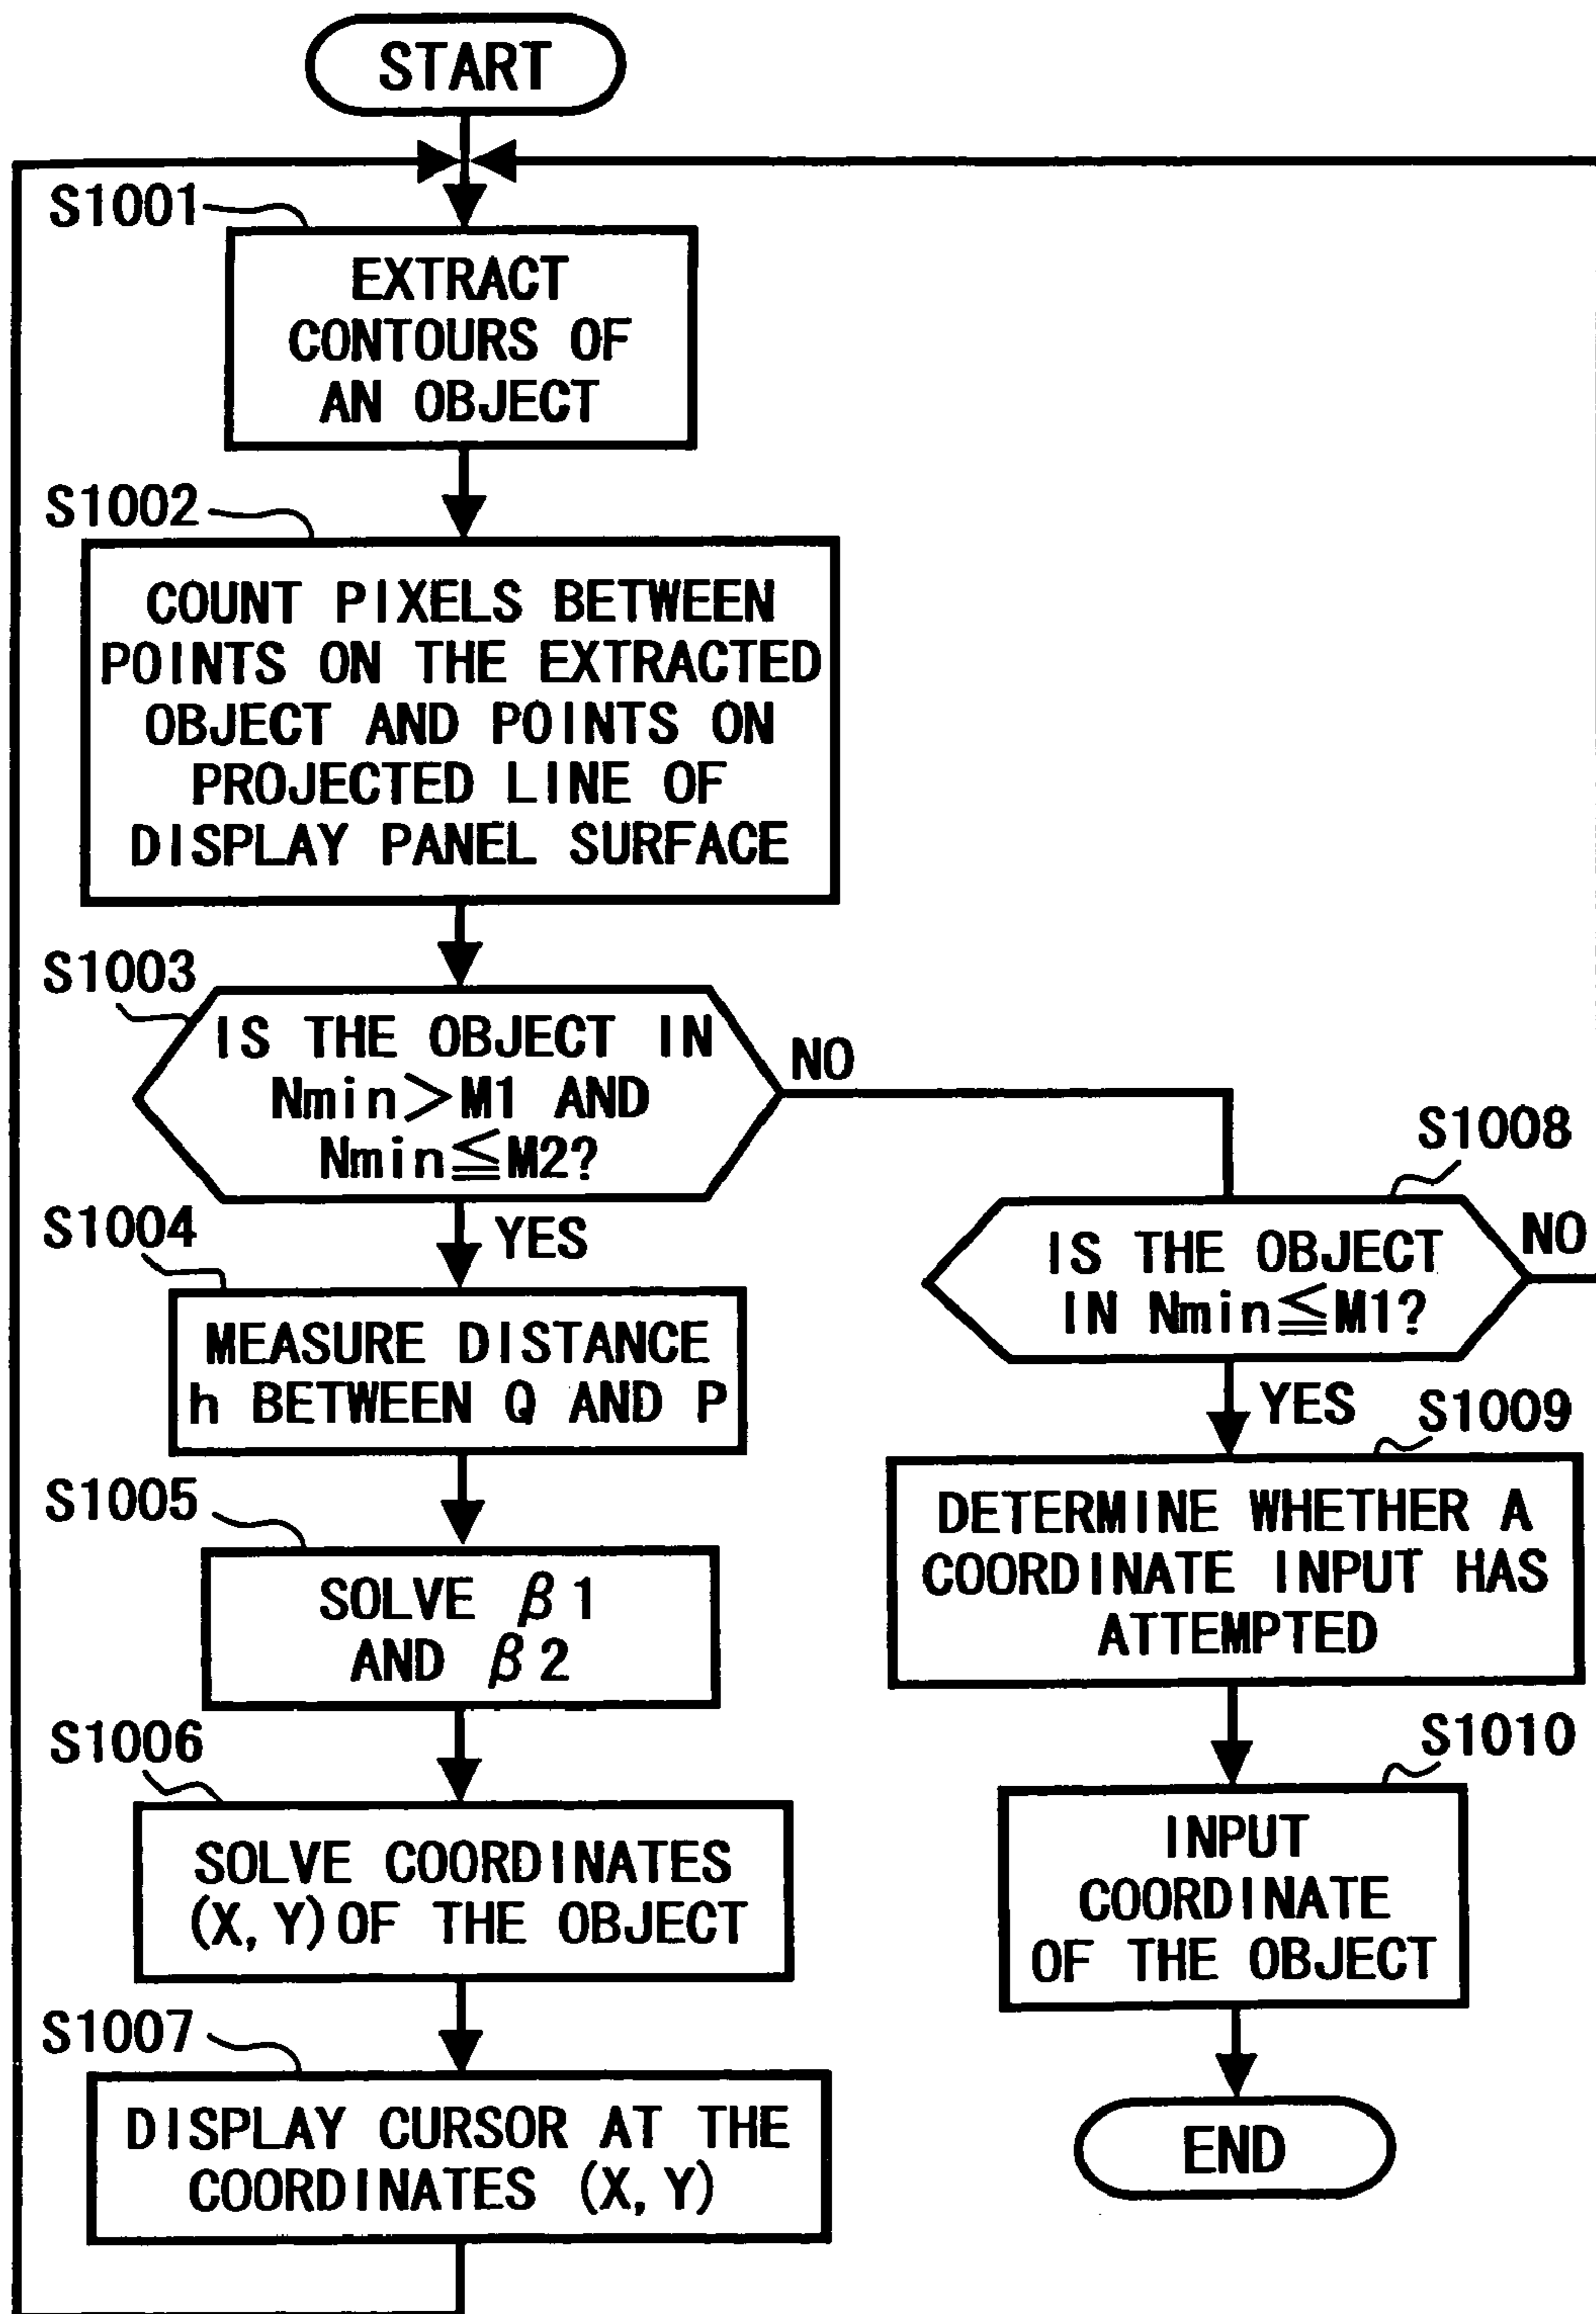 START
S1001
EXTRACT
CONTOURS OF
AN OBJECT
S1002
COUNT PIXELS BETWEEN
POINTS ON THE EXTRACTED
OBJECT AND POINTS ON
PROJECTED LINE OF
DISPLAY PANEL SURFACE
S1003
IS THE OBJECT IN
Nmin>M1 AND
Nmin≦M2?
NO
YES
S1004
MEASURE DISTANCE
h BETWEEN Q AND P
S1005
SOLVE β1
AND β2
S1006
SOLVE COORDINATES
(X, Y) OF THE OBJECT
S1007
DISPLAY CURSOR AT THE
COORDINATES (X, Y)
S1008
IS THE OBJECT
IN Nmin≦M1?
NO
YES
S1009
DETERMINE WHETHER A
COORDINATE INPUT HAS
ATTEMPTED
S1010
INPUT
COORDINATE
OF THE OBJECT
END